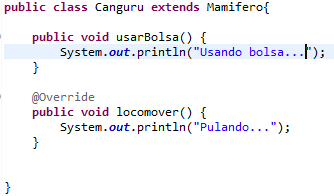 public class Canguru extends Mamifero{
public void usarBolsa() {
System.out.println("Usando bolsa...");
}
@Override
public void locomover() {
System.out.println("Pulando...");
}
}